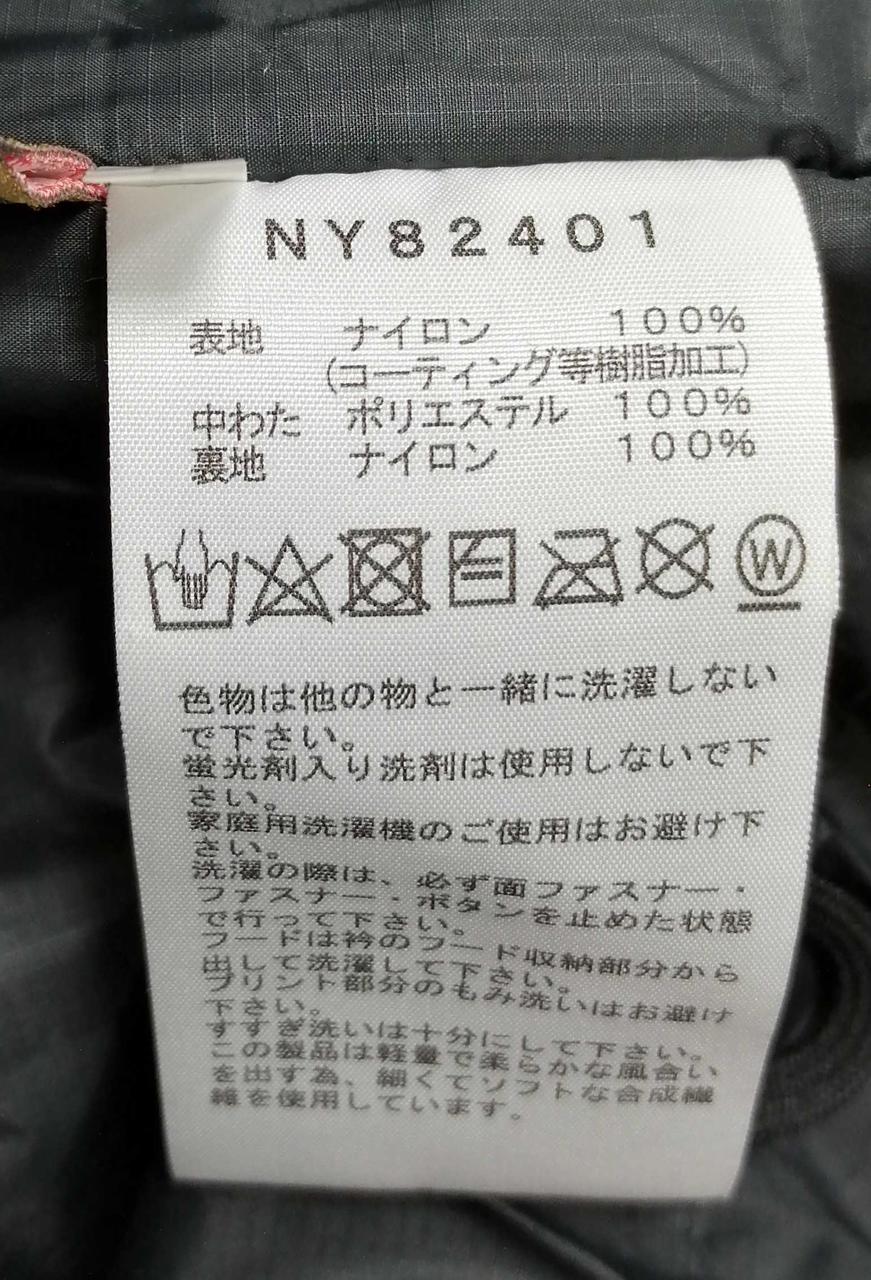 NY82401
表地 ナイロン 100%
(コーティング等樹脂加工)
中わた ポリエステル 100%
裏地 ナイロン 100%
W
色物は他の物と一緒に洗濯しない
で下さい。
蛍光剤入り洗剤は使用しないで下
さい。
家庭用洗濯機のご使用はお避け下
さい。
洗濯の際は、必ず面ファスナー・
ファスナー・ボタンを止めた状態
で行って下さい。
フードは衿のフード収納部分から
出して洗濯して下さい。
プリント部分のもみ洗いはお避け
下さい。
すすぎ洗いは十分にして下さい。
この製品は軽量で柔らかな風合い
を出す為、細くてソフトな合成繊
維を使用しています。